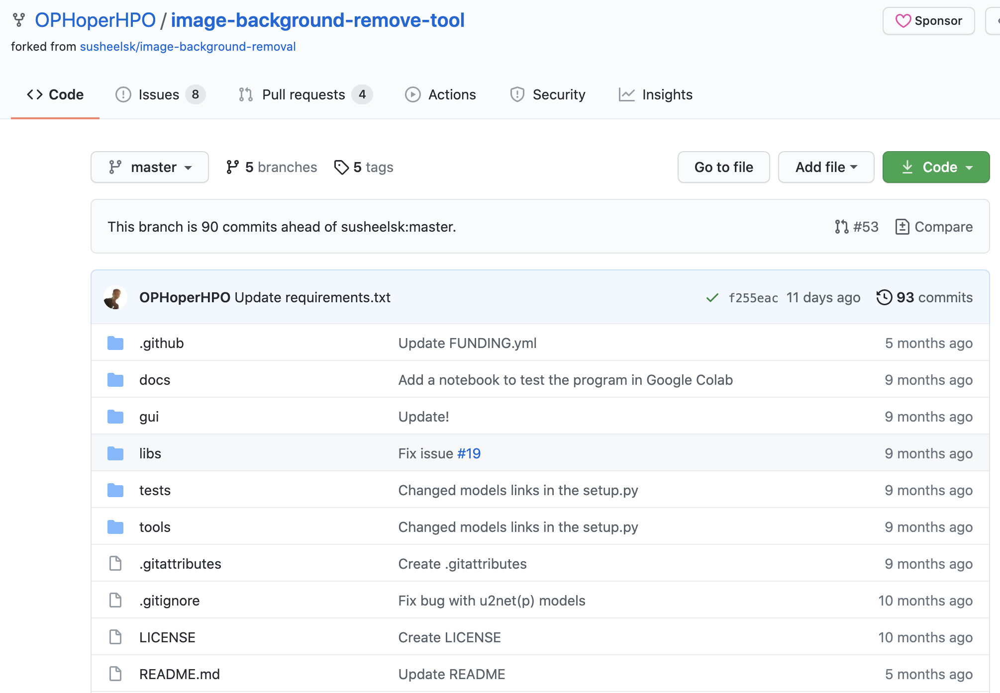 OPHoperHPO / image-background-remove-tool
Sponsor
forked from susheelsk/image-background-removal
Code
Issues 8
Pull requests 4
Actions
Security
Insights
master
5 branches
5 tags
Go to file
Add file
Code
This branch is 90 commits ahead of susheelsk:master.
#53
Compare
OPHoperHPO Update requirements.txt
f255eac 11 days ago
93 commits
.github Update FUNDING.yml 5 months ago
docs Add a notebook to test the program in Google Colab 9 months ago
gui Update! 9 months ago
libs Fix issue #19 9 months ago
tests Changed models links in the setup.py 9 months ago
tools Changed models links in the setup.py 9 months ago
.gitattributes Create .gitattributes 9 months ago
.gitignore Fix bug with u2net(p) models 10 months ago
LICENSE Create LICENSE 10 months ago
README.md Update README 5 months ago